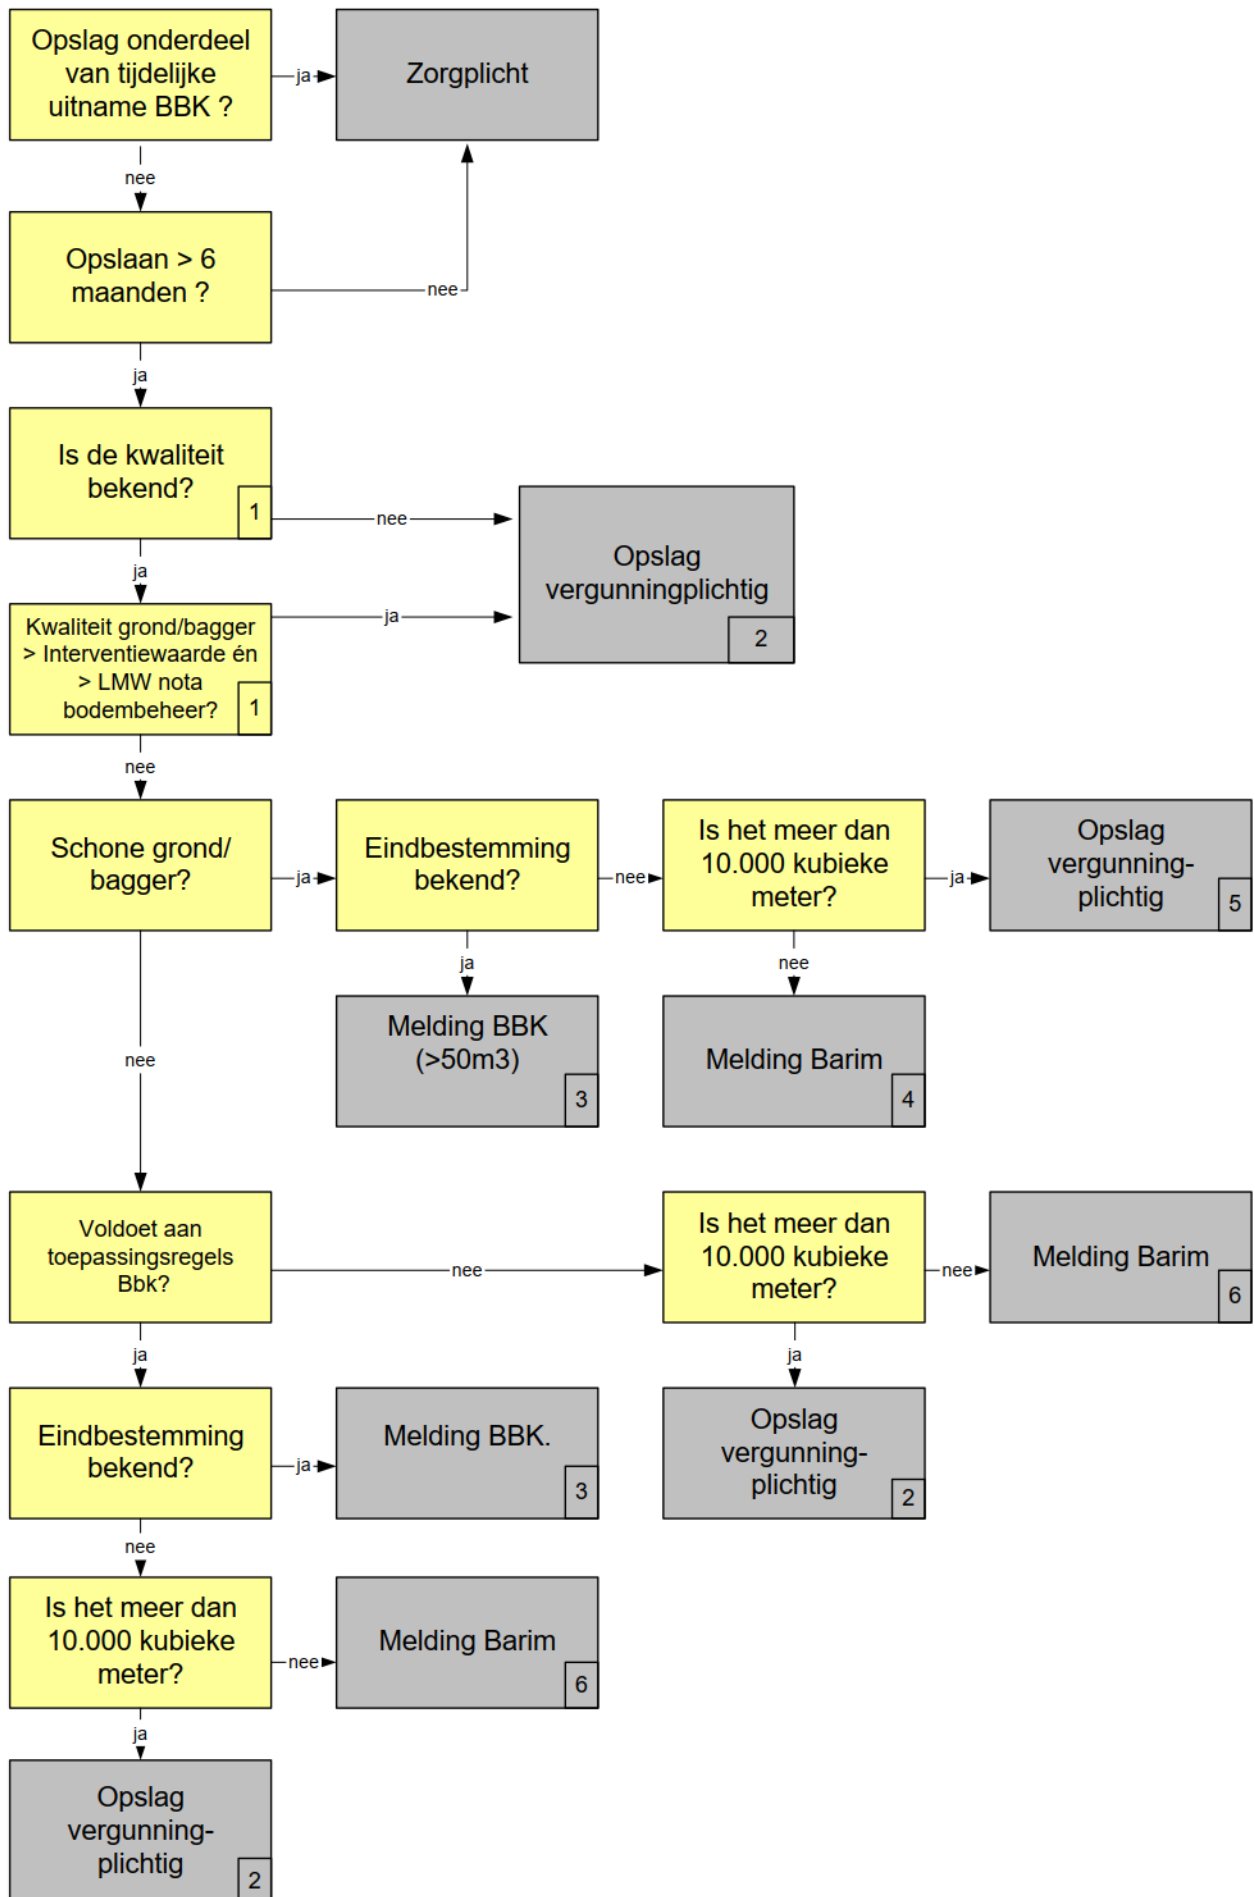 Opslag onderdeel
van tijdelijke
uitname BBK ?
ja
Zorgplicht
nee
Opslaan > 6
maanden ?
nee
ja
Is de kwaliteit
bekend?
1
nee
Opslag
vergunningplichtig
2
ja
Kwaliteit grond/bagger
> Interventiewaarde én
> LMW nota
bodembeheer?
1
ja
nee
Schone grond/
bagger?
ja
Eindbestemming
bekend?
nee
Is het meer dan
10.000 kubieke
meter?
ja
Opslag
vergunning-
plichtig
5
ja
nee
Melding BBK
(>50m3)
3
Melding Barim
4
nee
Voldoet aan
toepassingsregels
Bbk?
nee
Is het meer dan
10.000 kubieke
meter?
nee
Melding Barim
6
ja
ja
Eindbestemming
bekend?
ja
Melding BBK.
3
Opslag
vergunning-
plichtig
2
nee
Is het meer dan
10.000 kubieke
meter?
nee
Melding Barim
6
ja
Opslag
vergunning-
plichtig
2